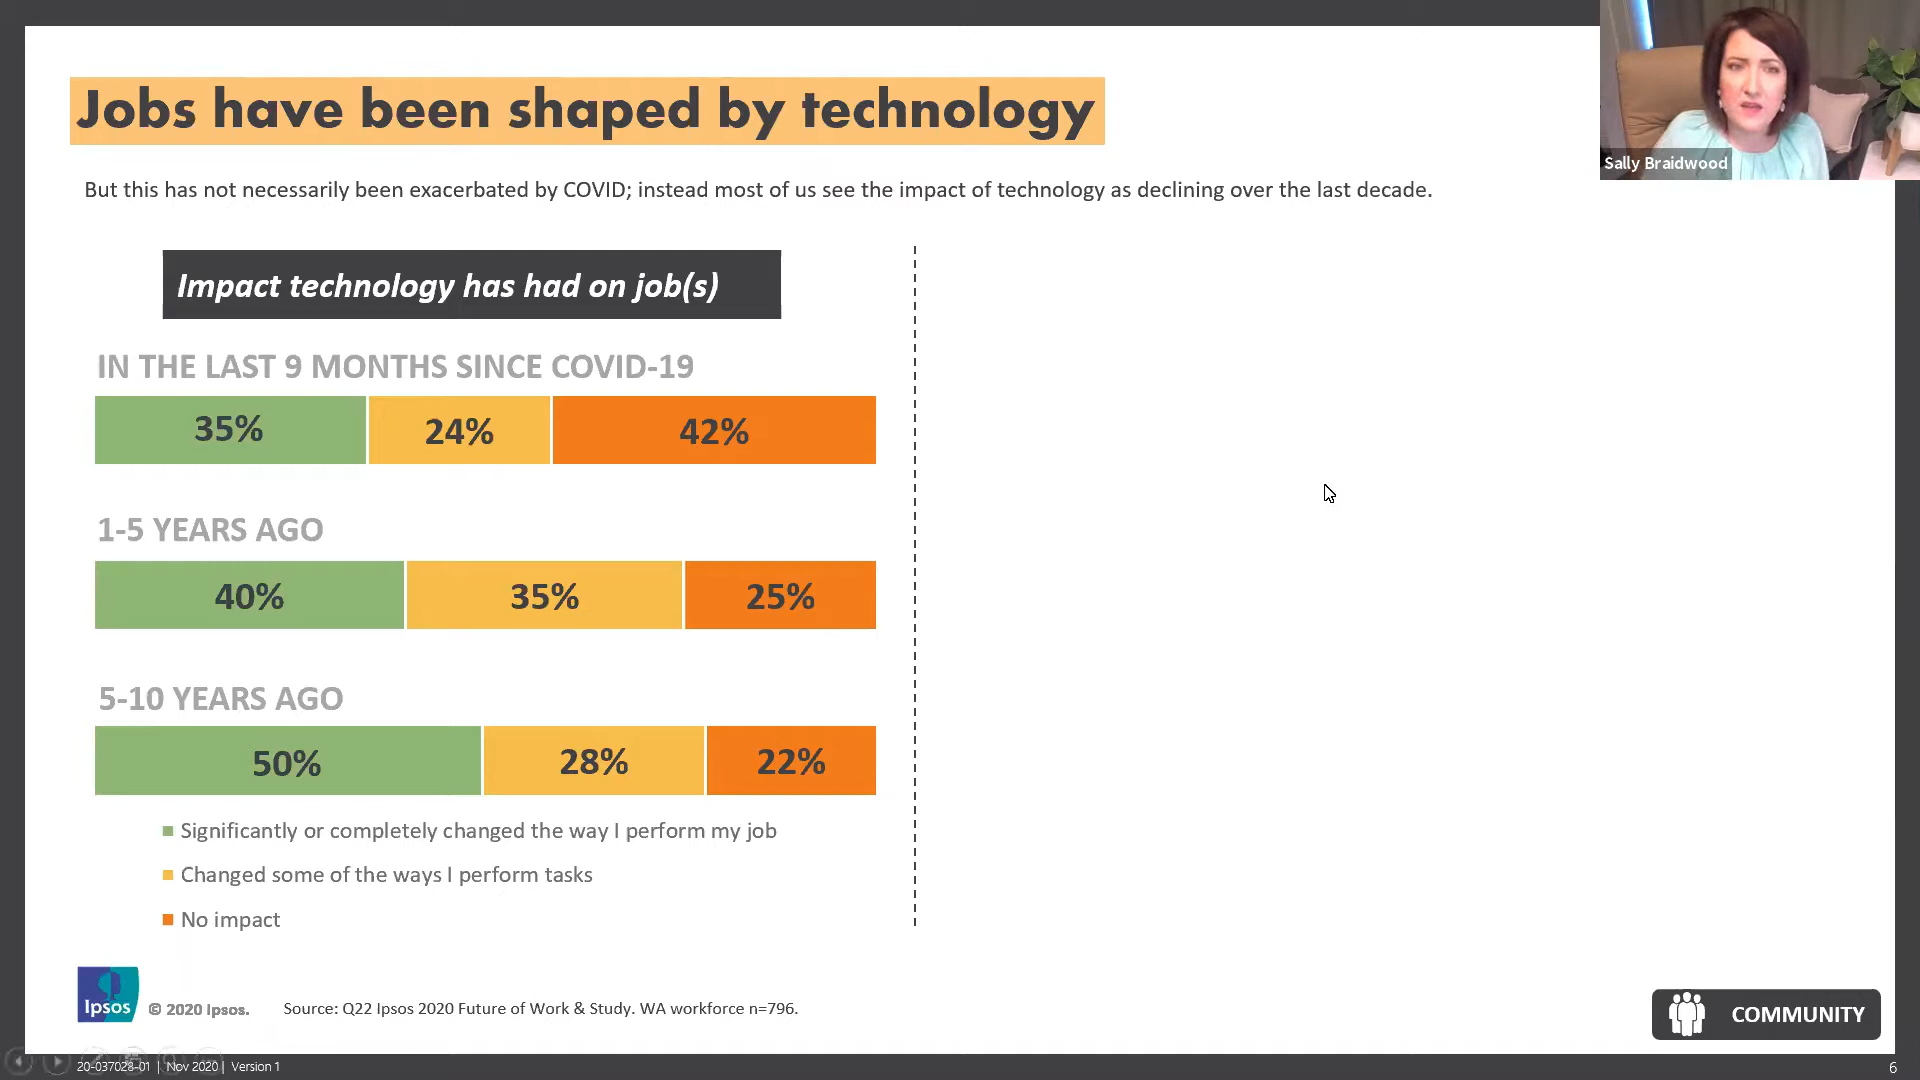 Jobs have been shaped by technology
Sally Braidwood
But this has not necessarily been exacerbated by COVID; instead most of us see the impact of technology as declining over the last decade.
Impact technology has had on job(s)
IN THE LAST 9 MONTHS SINCE COVID-19
35% 24% 42%
1-5 YEARS AGO
40% 35% 25%
5-10 YEARS AGO
50% 28% 22%
Significantly or completely changed the way I perform my job
Changed some of the ways I perform tasks
No impact
Ipsos
© 2020 Ipsos.
Source: Q22 Ipsos 2020 Future of Work & Study. WA workforce n=796.
COMMUNITY
20-037028-01 | Nov 2020 | Version 1
6